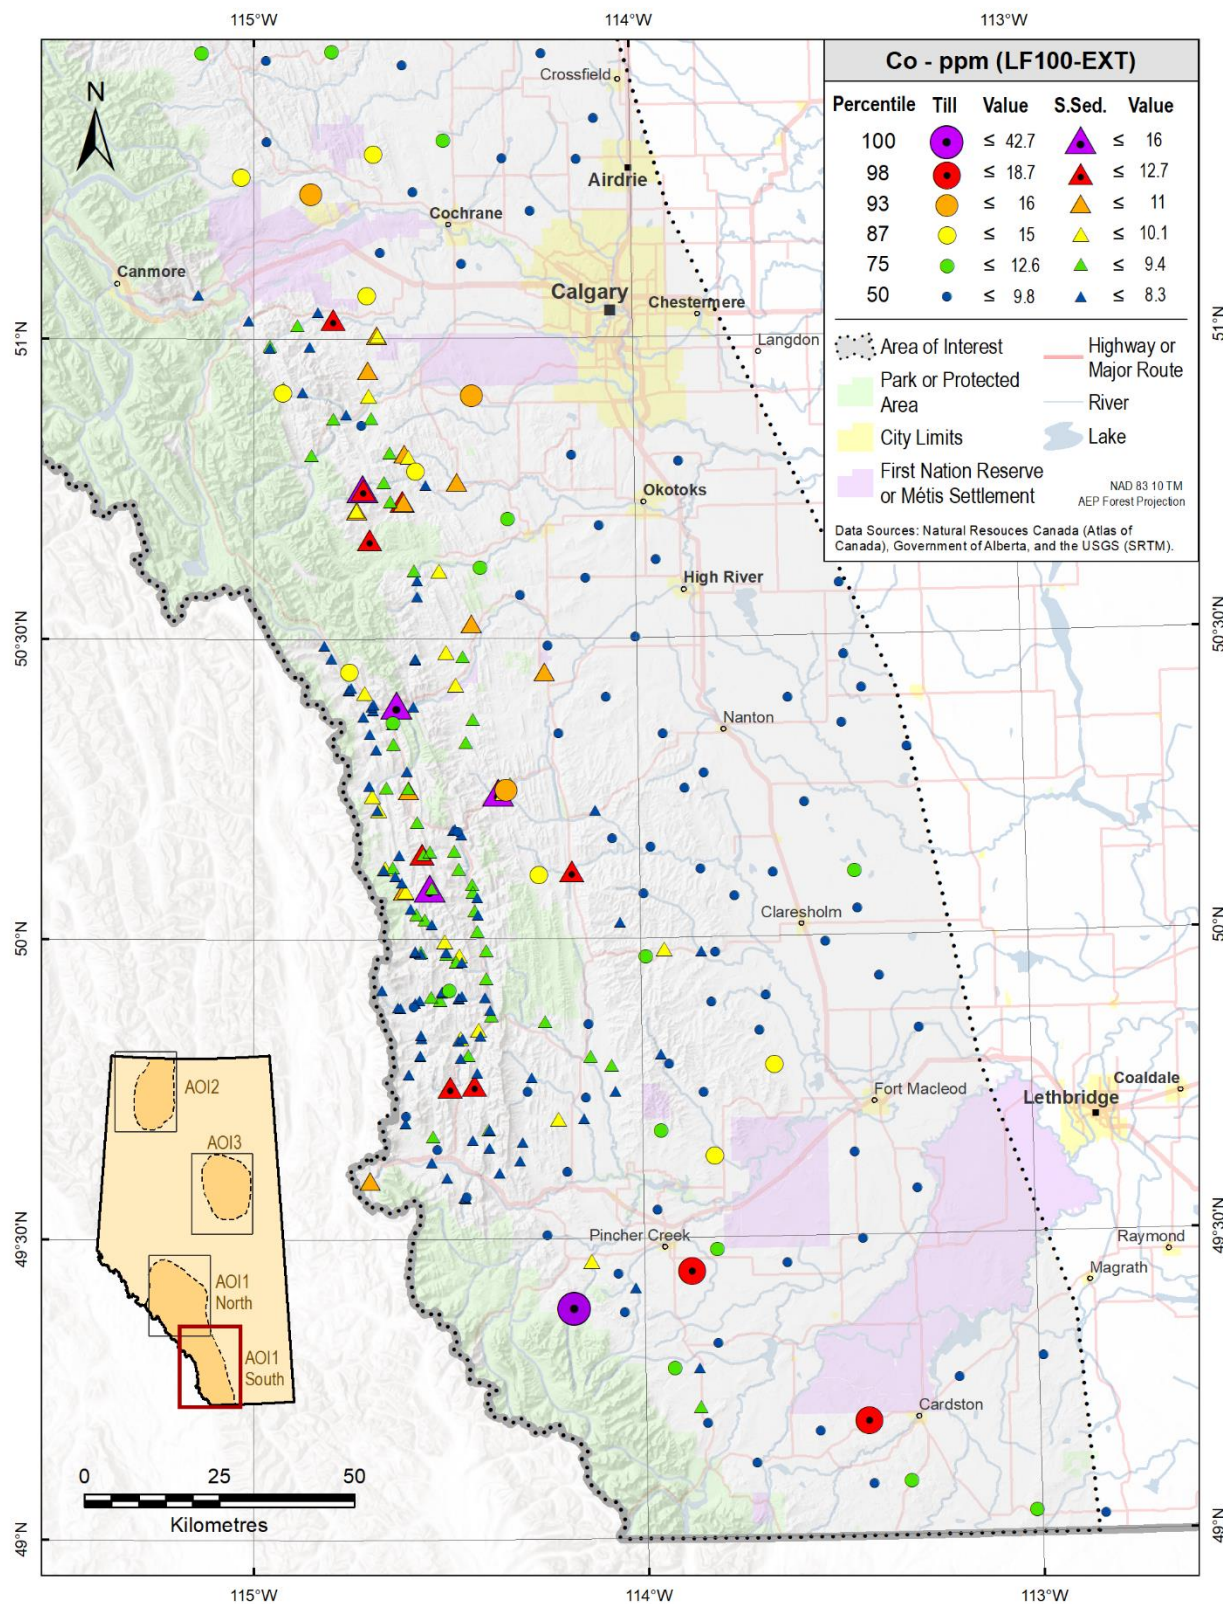 115°W 114°W 113°W
Co - ppm (LF100-EXT)
Percentile Till Value S.Sed. Value
100 ≤ 42.7 ≤ 16
98 ≤ 18.7 ≤ 12.7
93 ≤ 16 ≤ 11
87 ≤ 15 ≤ 10.1
75 ≤ 12.6 ≤ 9.4
50 ≤ 9.8 ≤ 8.3
Area of Interest
Park or Protected
Area
City Limits
First Nation Reserve
or Métis Settlement
Highway or
Major Route
River
Lake
NAD 83 10 TM
AEP Forest Projection
Data Sources: Natural Resouces Canada (Atlas of
Canada), Government of Alberta, and the USGS (SRTM).
N
Crossfield
Airdrie
Cochrane
Canmore
Calgary
Chestermere
Langdon
51°N
51°N
Okotoks
High River
50°30'N
50°30'N
Nanton
Claresholm
50°N
50°N
Fort Macleod
Coaldale
Lethbridge
Pincher Creek
Raymond
Magrath
49°30'N
49°30'N
Cardston
49°N
49°N
AOI2
AOI3
AOI1
North
AOI1
South
0 25 50
Kilometres
115°W 114°W 113°W